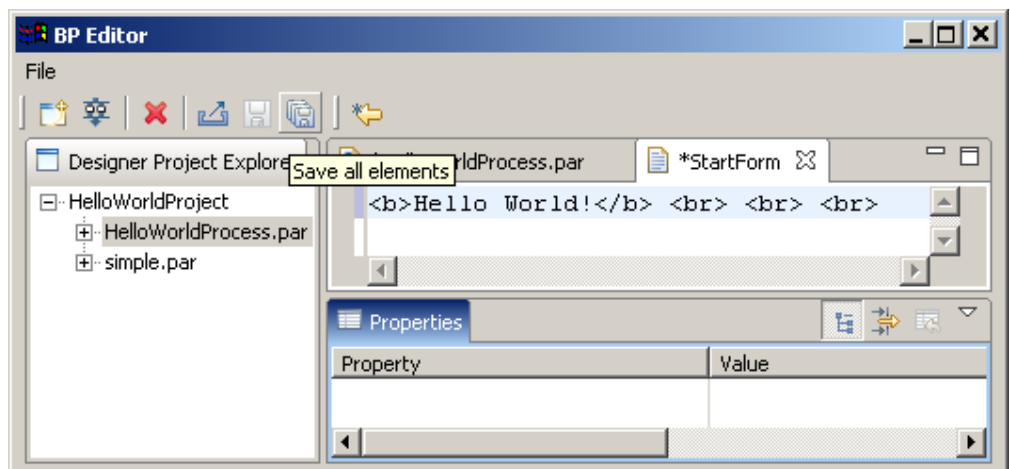 BP Editor
File
Designer Project Explore
Save all elements
rldProcess.par
*StartForm
HelloWorldProject
HelloWorldProcess.par
simple.par
<b>Hello World!</b> <br> <br> <br>
Properties
Property
Value